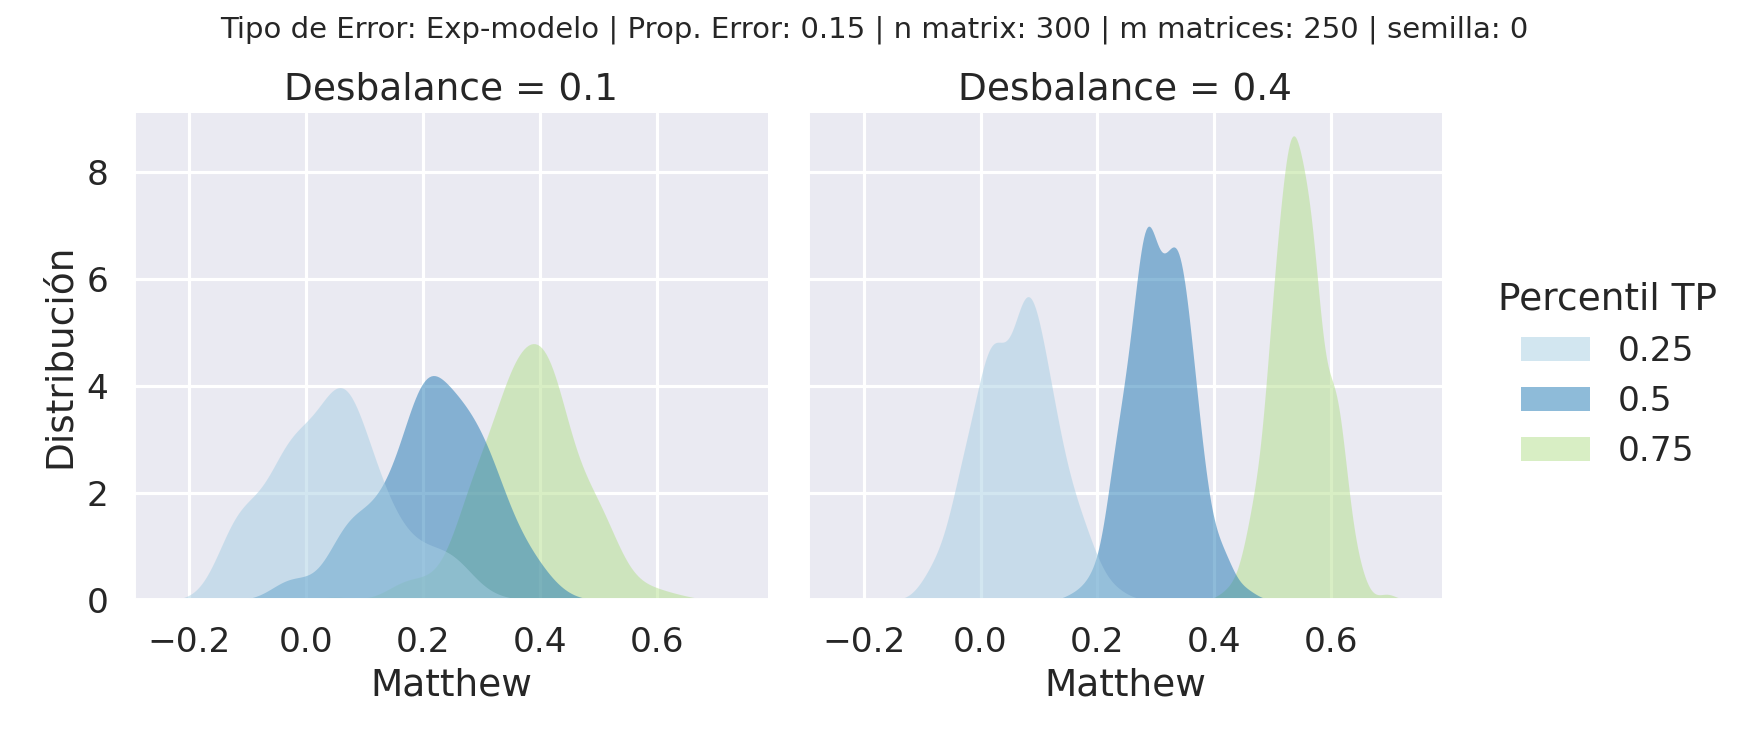 Tipo de Error: Exp-modelo | Prop. Error: 0.15 | n matrix: 300 | m matrices: 250 | semilla: 0
Desbalance = 0.1
Desbalance = 0.4
Distribución
8
6
4
2
0
−0.2 0.0 0.2 0.4 0.6
−0.2 0.0 0.2 0.4 0.6
Matthew
Matthew
Percentil TP
0.25
0.5
0.75